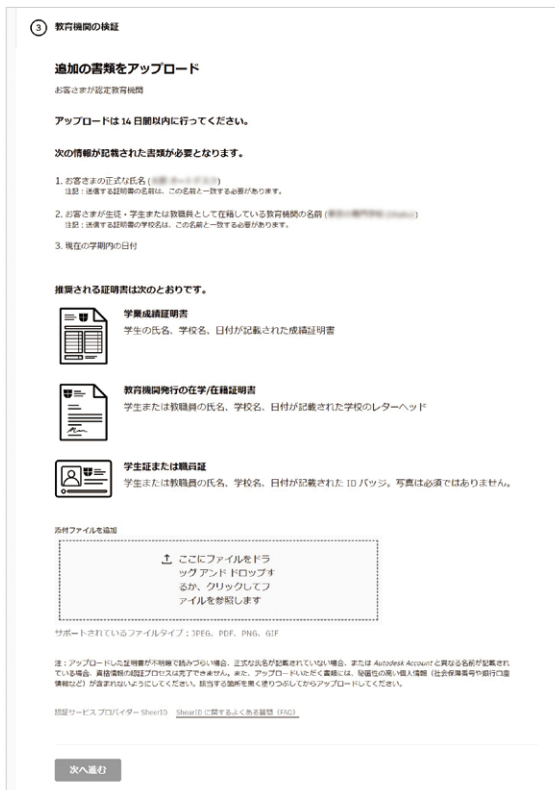 3 教育機関の検証
追加の書類をアップロード
お客さまが認定教育機関
アップロードは 14 日間以内に行ってください。
次の情報が記載された書類が必要となります。
1. お客さまの正式な氏名 (
注記：送信する証明書の名前は、この名前と一致する必要があります。
2. お客さまが生徒・学生または教職員として在籍している教育機関の名前 (
注記：送信する証明書の学校名は、この名前と一致する必要があります。
3. 現在の学期内の日付
推奨される証明書は次のとおりです。
学業成績証明書
学生の氏名、学校名、日付が記載された成績証明書
教育機関発行の在学/在籍証明書
学生または教職員の氏名、学校名、日付が記載された学校のレターヘッド
学生証または職員証
学生または教職員の氏名、学校名、日付が記載された ID バッジ。写真は必須ではありません。
添付ファイルを追加
ここにファイルをドラ
ッグ アンド ドロップす
るか、クリックしてフ
ァイルを参照します
サポートされているファイルタイプ：JPEG、PDF、PNG、GIF
注：アップロードした証明書が不明瞭で読みづらい場合、正式な氏名が記載されていない場合、または Autodesk Account と異なる名前が記載され
ている場合、資格情報の認証プロセスは完了できません。また、アップロードいただく書類には、秘匿性の高い個人情報（社会保障番号や銀行口座
情報など）が含まれないようにしてください。該当する箇所を黒く塗りつぶしてからアップロードしてください。
認証サービス プロバイダー SheerID SheerID に関するよくある質問（FAQ）
次へ進む